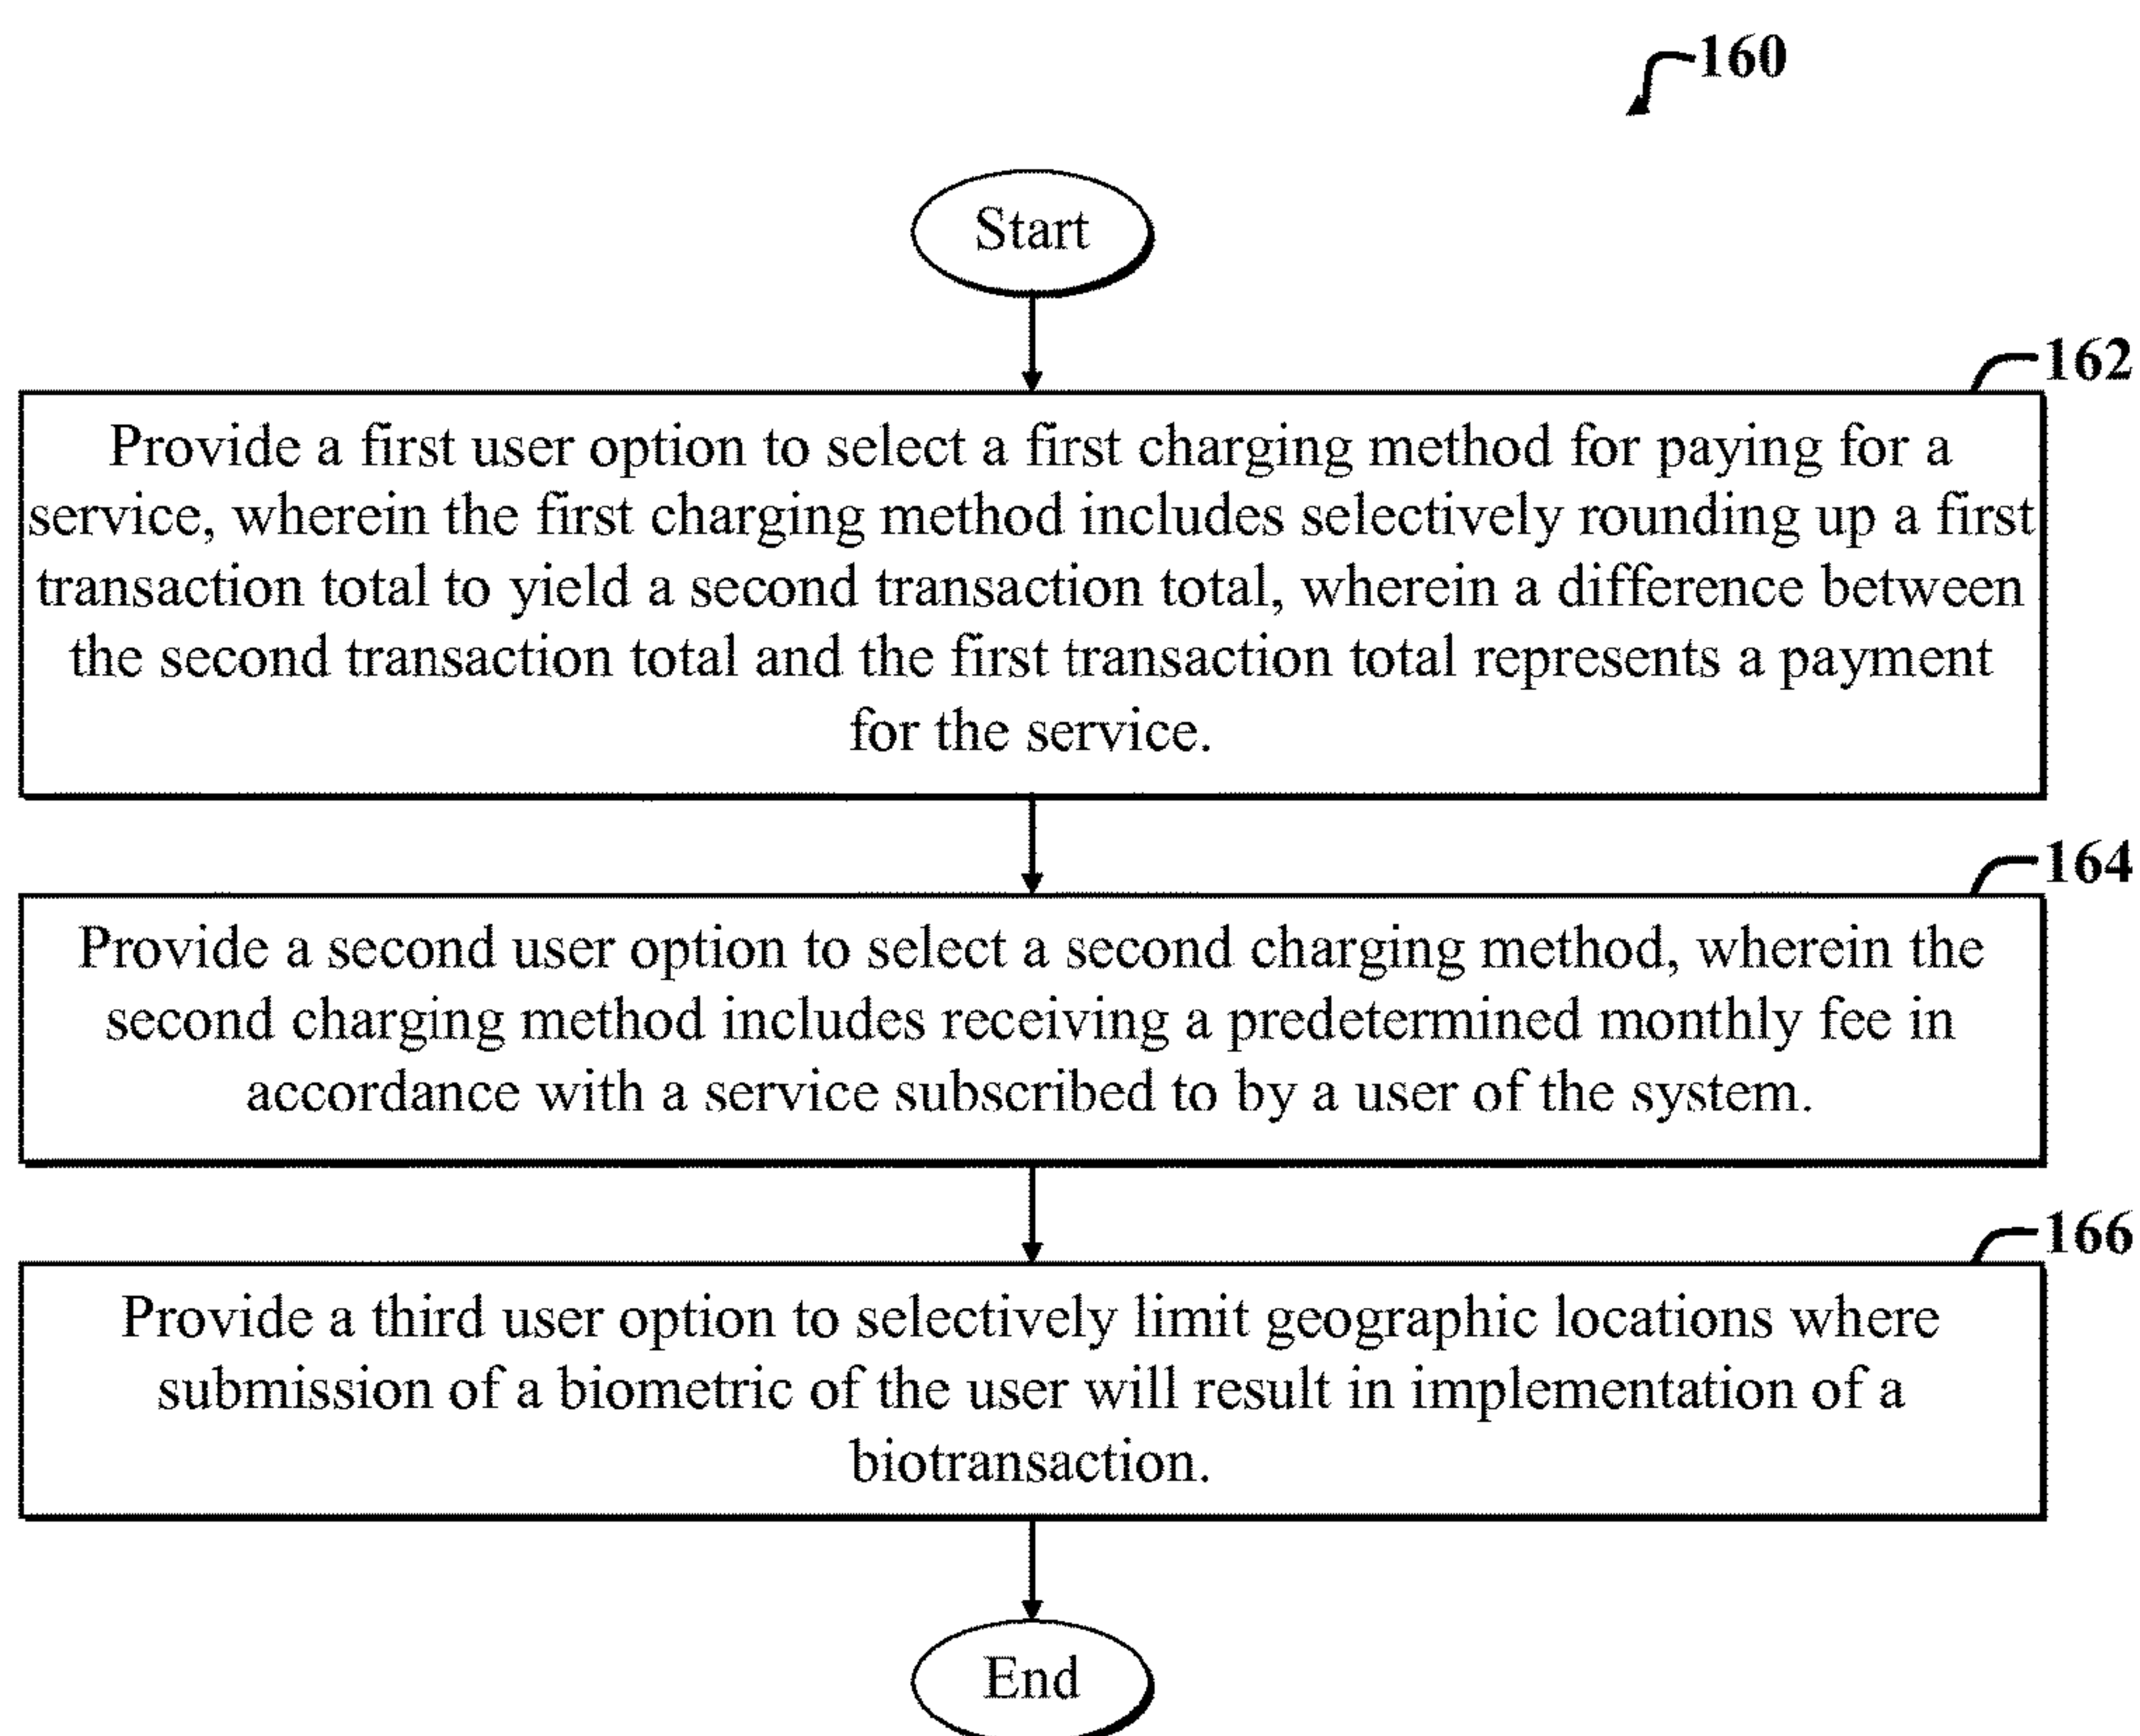 160
Start
162
Provide a first user option to select a first charging method for paying for a
service, wherein the first charging method includes selectively rounding up a first
transaction total to yield a second transaction total, wherein a difference between
the second transaction total and the first transaction total represents a payment
for the service.
164
Provide a second user option to select a second charging method, wherein the
second charging method includes receiving a predetermined monthly fee in
accordance with a service subscribed to by a user of the system.
166
Provide a third user option to selectively limit geographic locations where
submission of a biometric of the user will result in implementation of a
biotransaction.
End